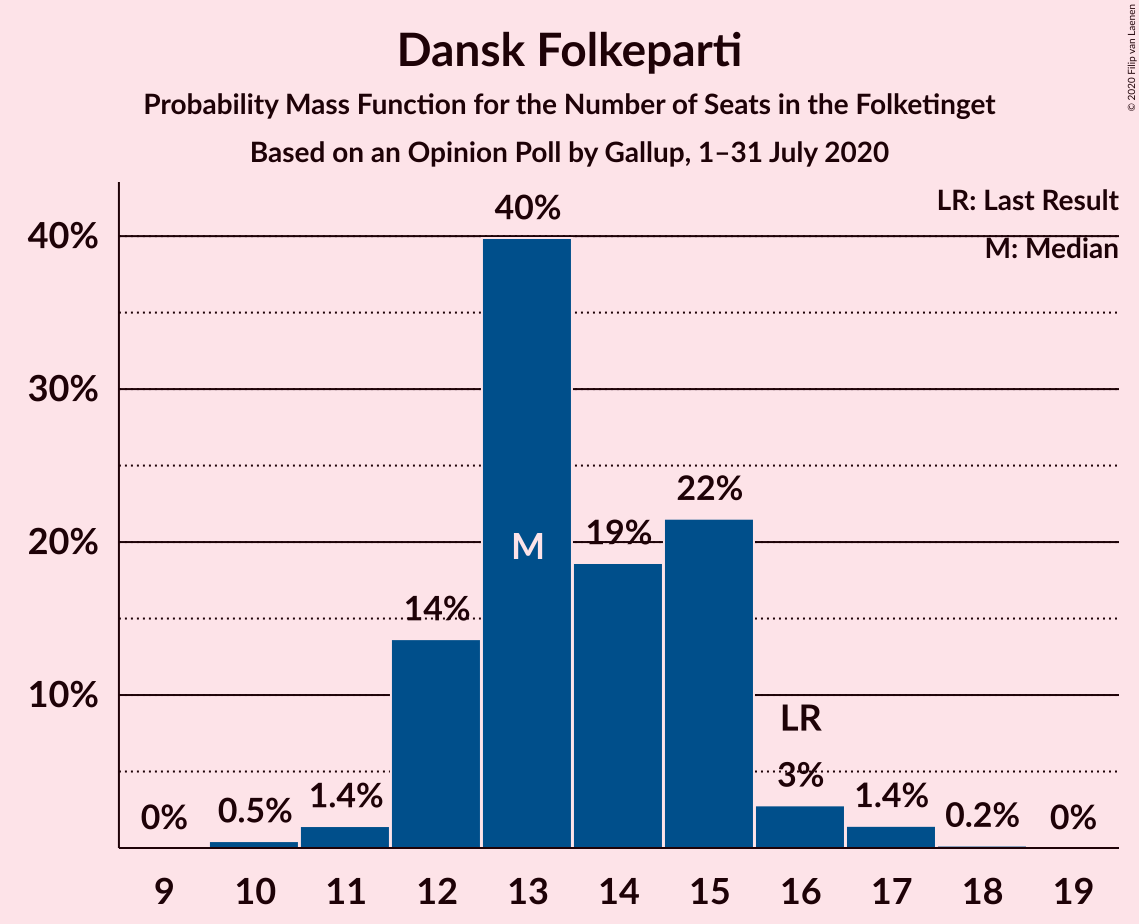 Dansk Folkeparti
Probability Mass Function for the Number of Seats in the Folketinget
Based on an Opinion Poll by Gallup, 1–31 July 2020
© 2020 Filip van Laenen
LR: Last Result
M: Median
40%
30%
20%
10%
0%
0.5%
1.4%
14%
40%
M
19%
22%
LR
3%
1.4%
0.2%
0%
9 10 11 12 13 14 15 16 17 18 19